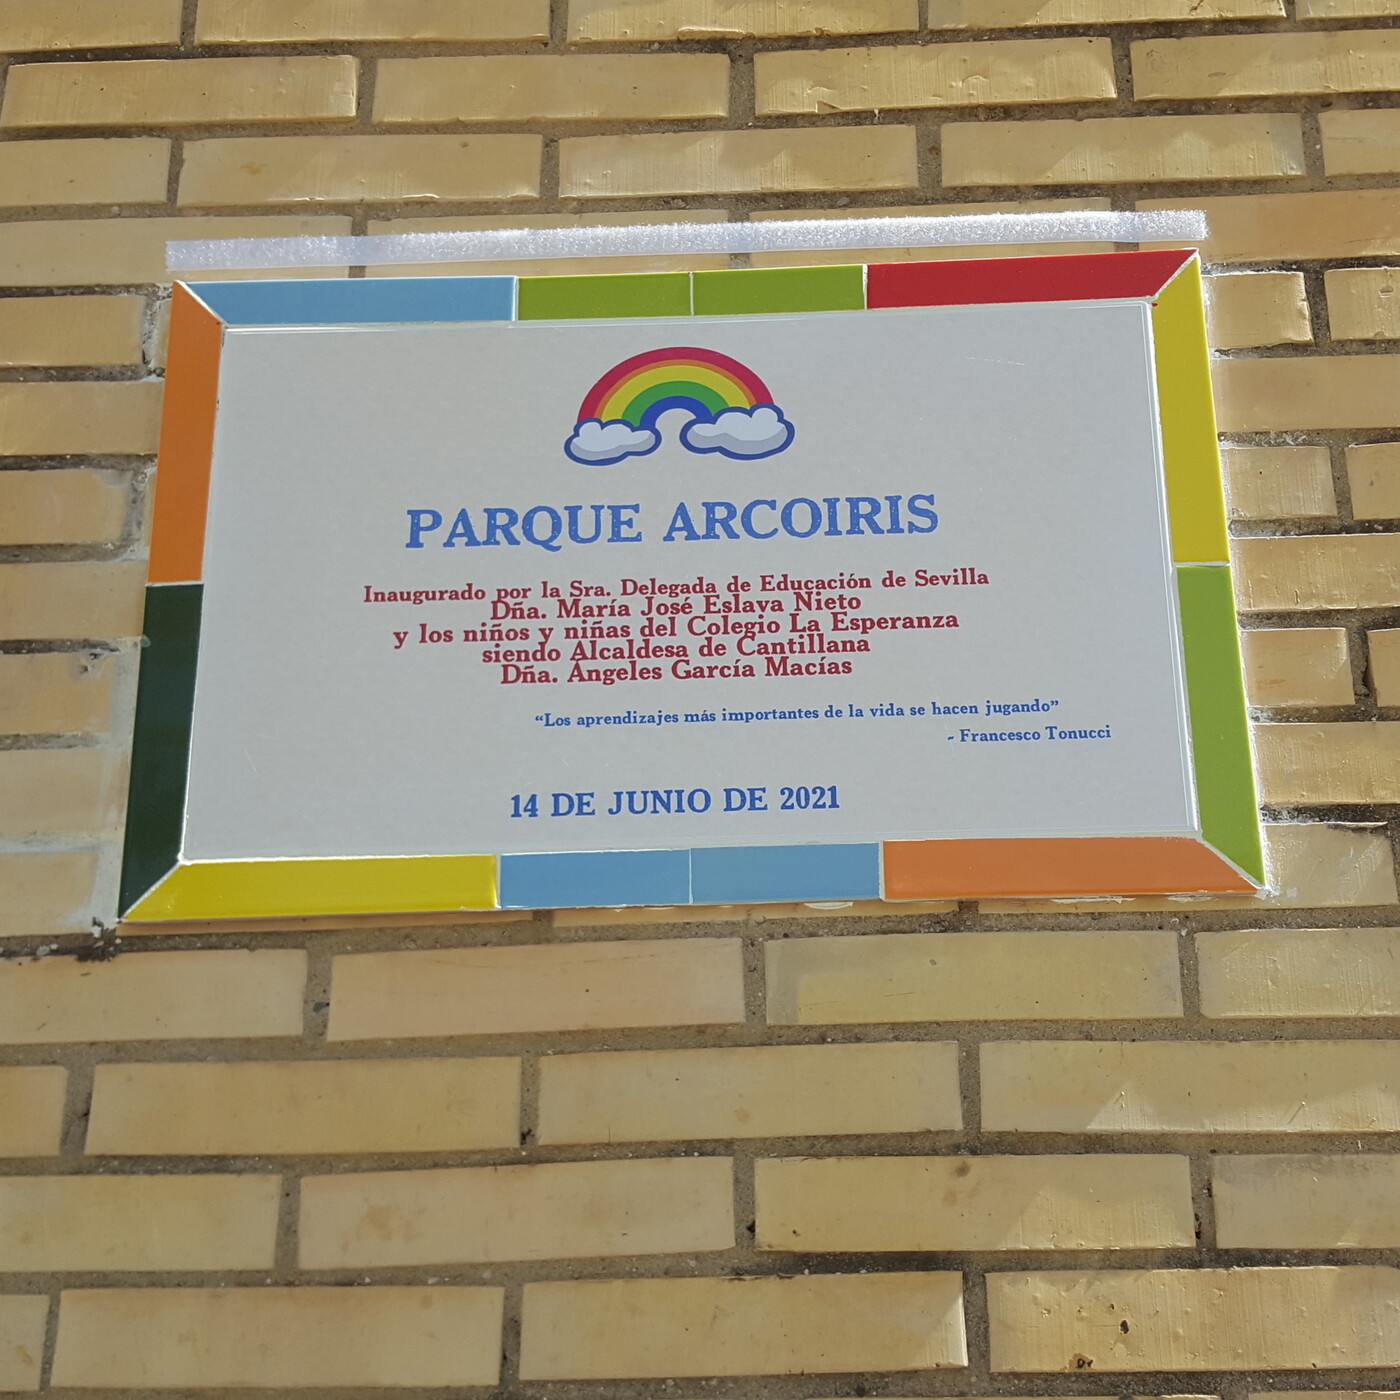 PARQUE ARCOIRIS
Inaugurado por la Sra. Delegada de Educación de Sevilla
Dña. María José Eslava Nieto
y los niños y niñas del Colegio La Esperanza
siendo Alcaldesa de Cantillana
Dña. Ángeles García Macías
“Los aprendizajes más importantes de la vida se hacen jugando”
- Francesco Tonucci
14 DE JUNIO DE 2021